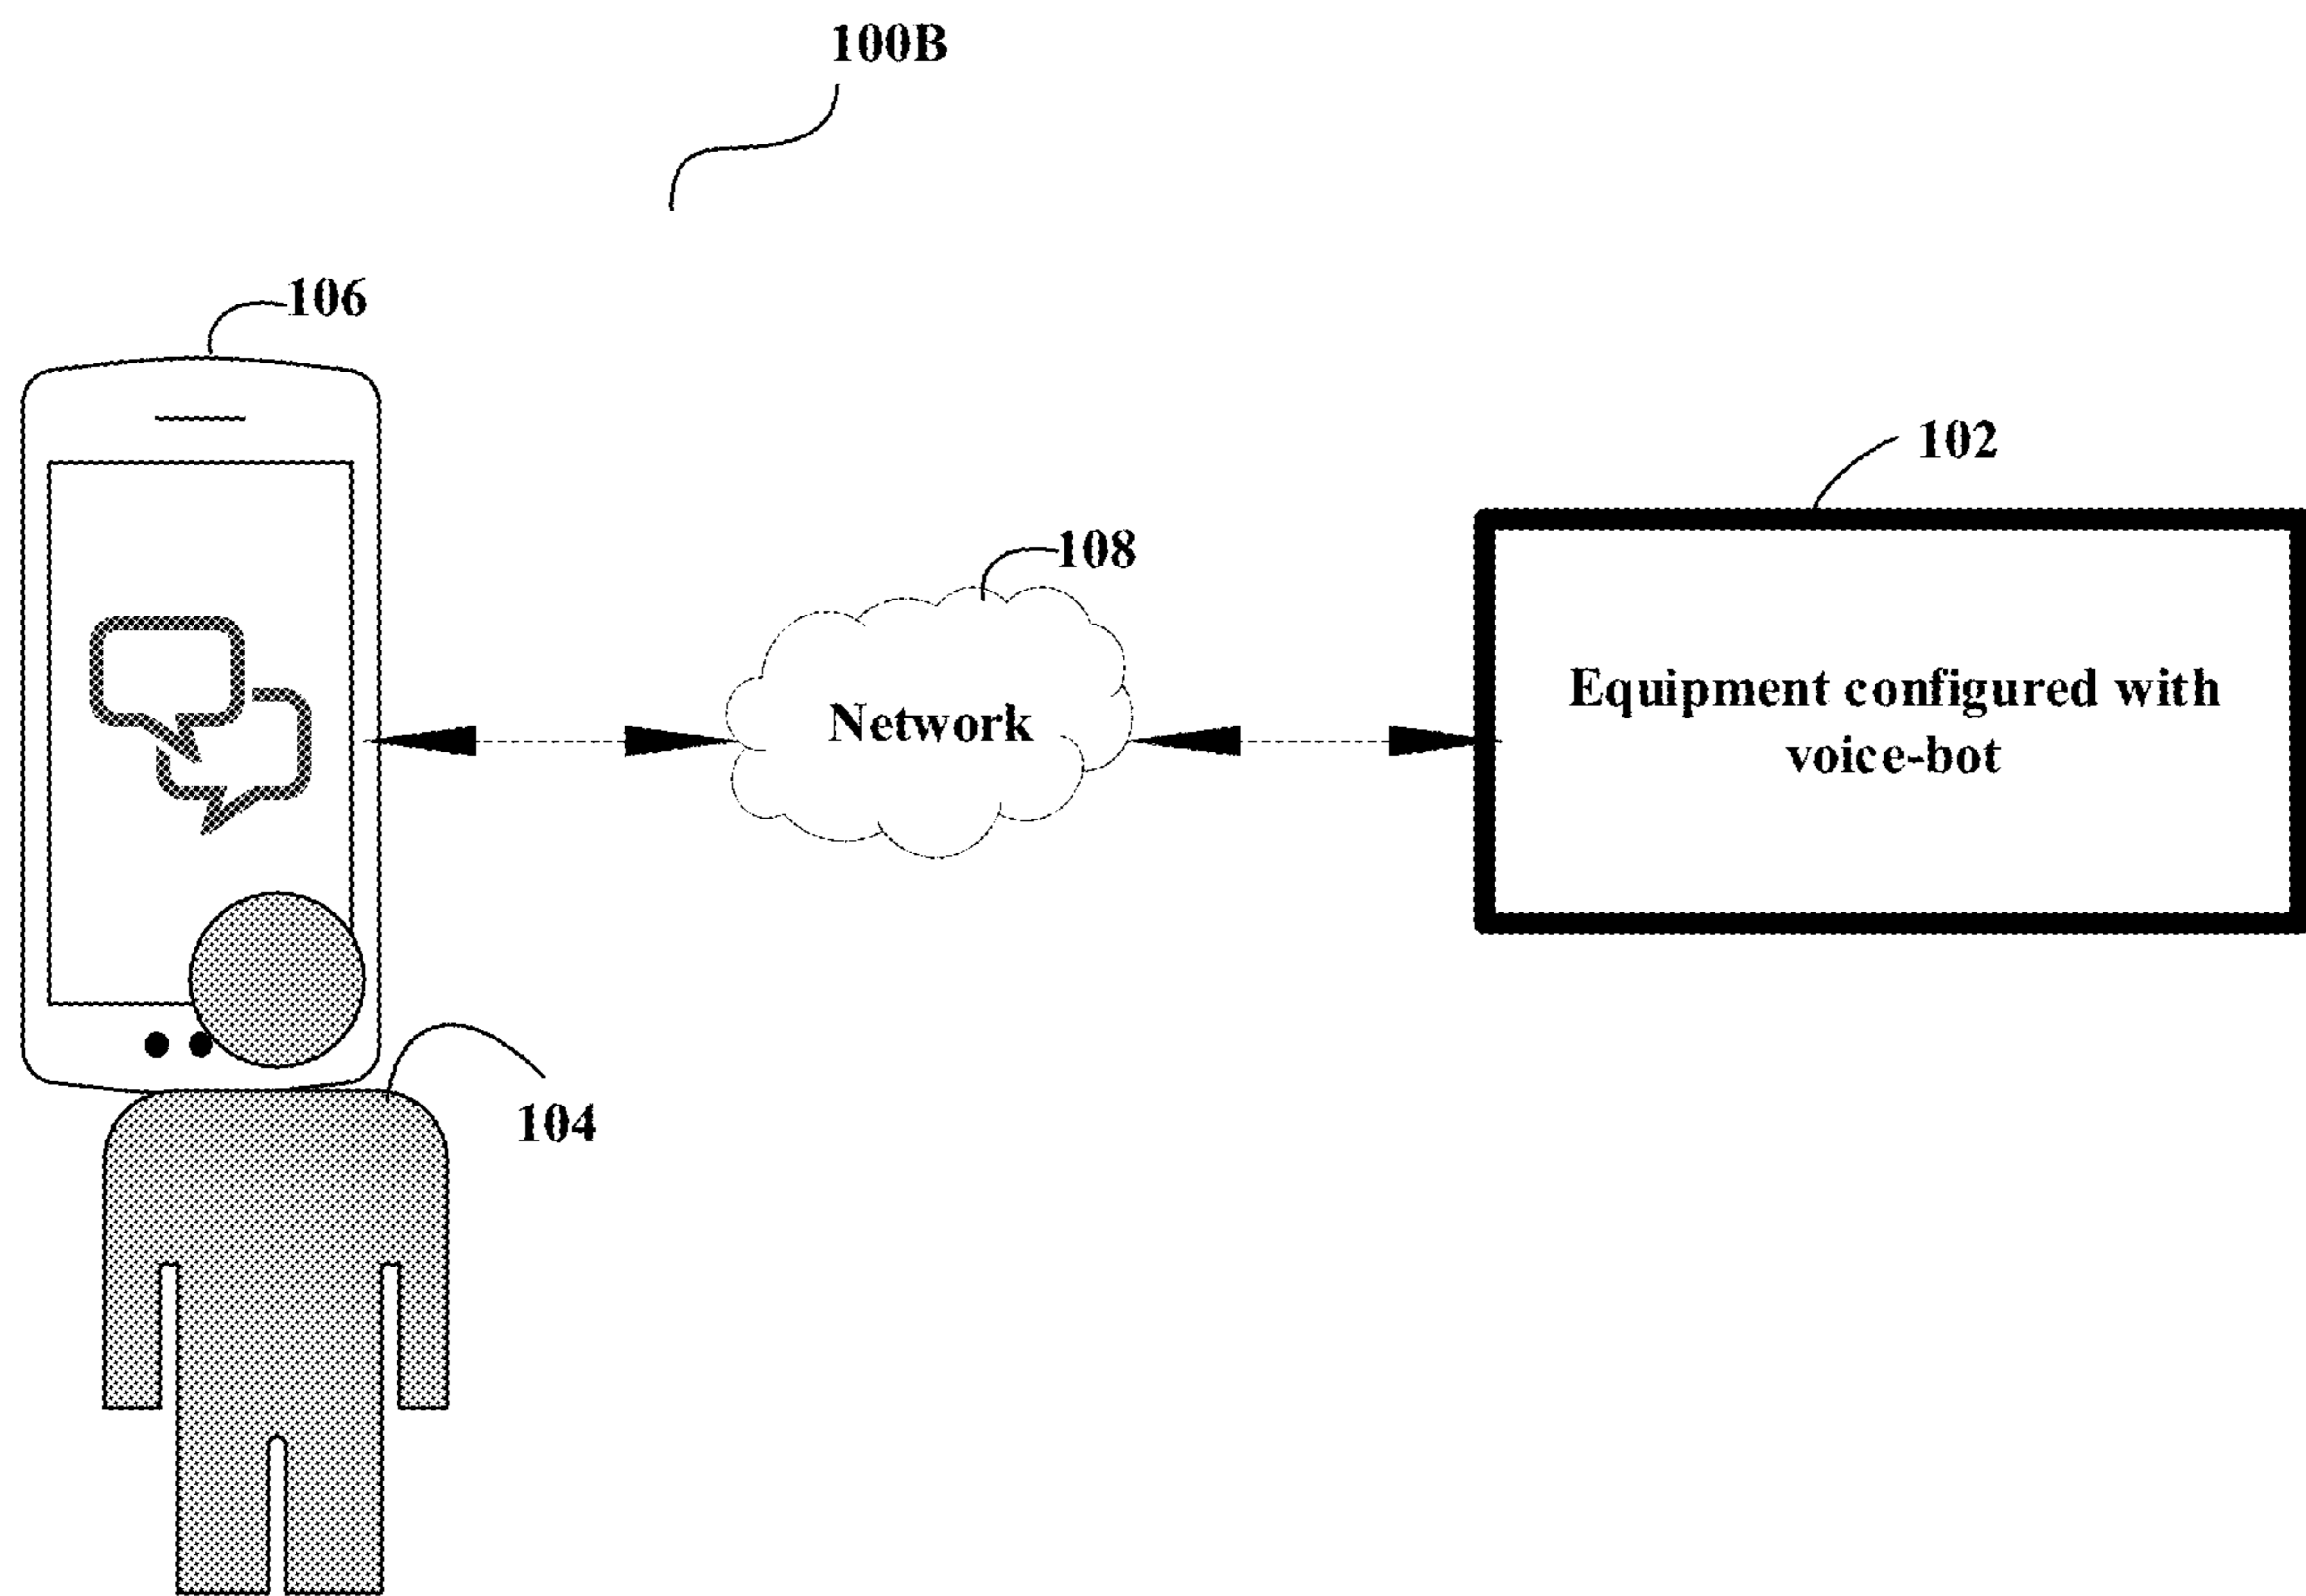 100B
106
102
108
Equipment configured with
voice-bot
Network
104